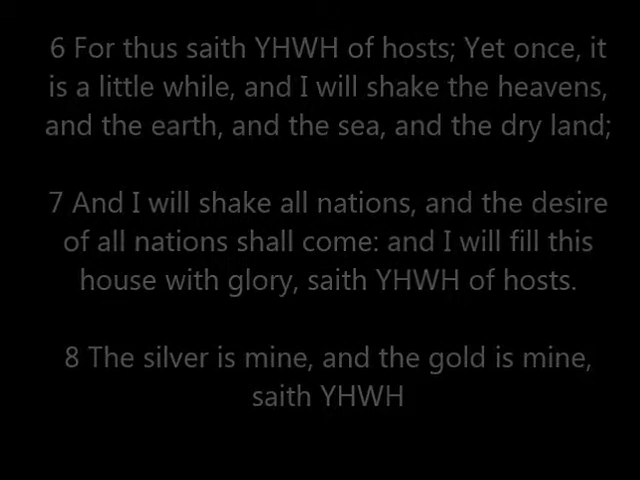 6 For thus saith YHWH of hosts; Yet once, it
is a little while, and I will shake the heavens,
and the earth, and the sea, and the dry land;
7 And I will shake all nations, and the desire
of all nations shall come: and I will fill this
house with glory, saith YHWH of hosts.
8 The silver is mine, and the gold is mine,
saith YHWH